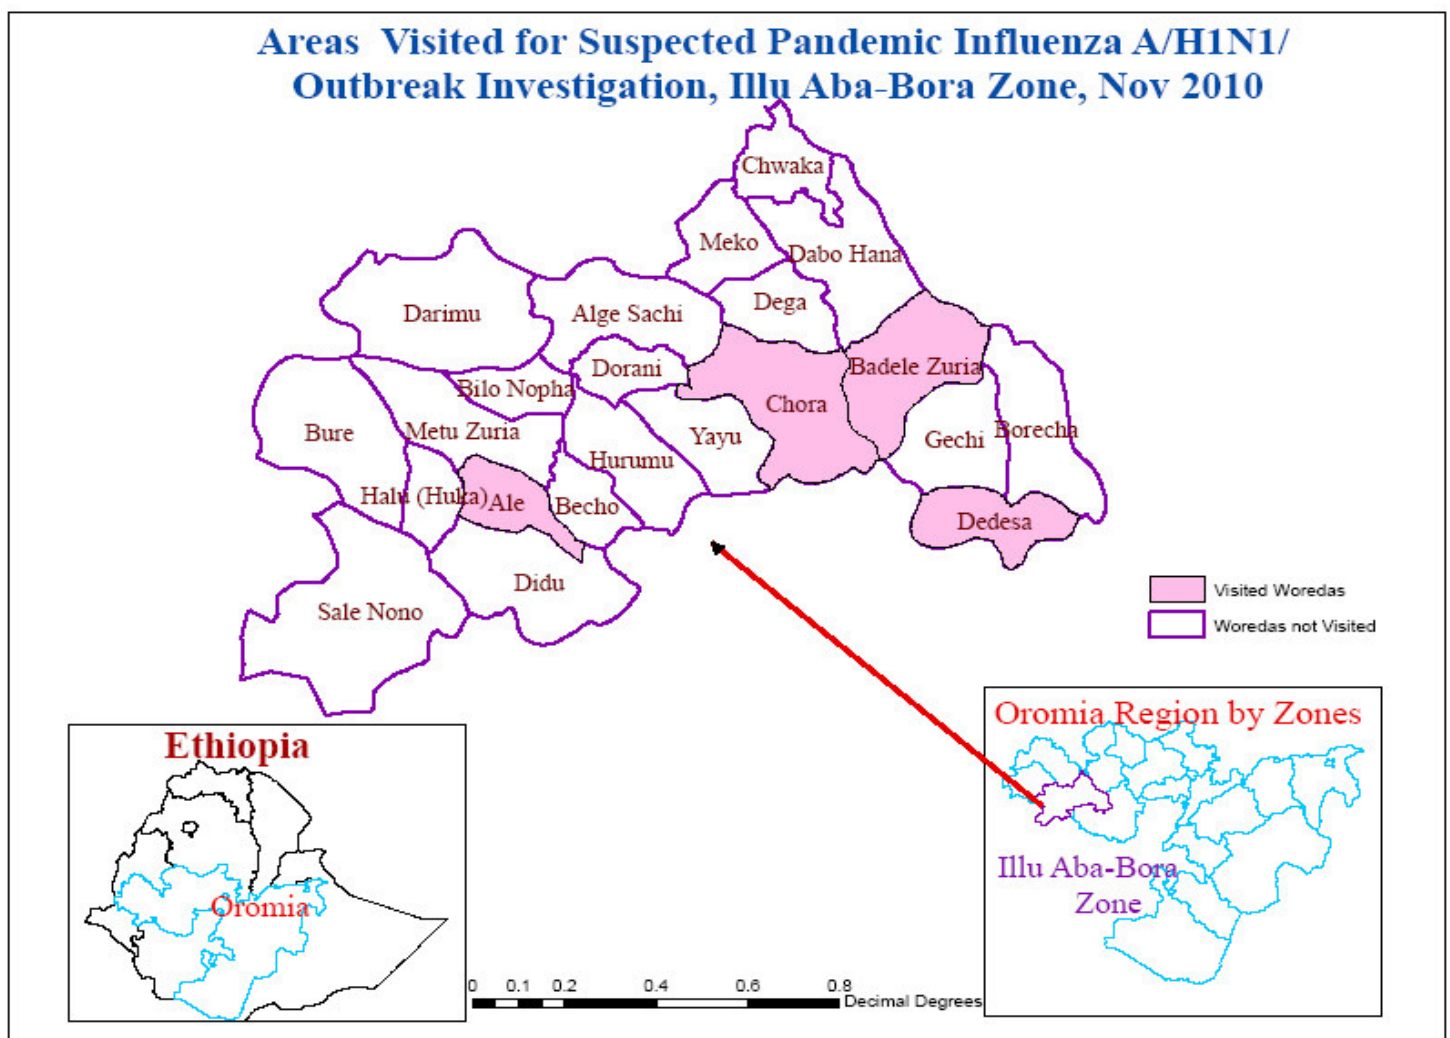 Areas Visited for Suspected Pandemic Influenza A/H1N1/
Outbreak Investigation, Illu Aba-Bora Zone, Nov 2010
Chwaka
Meko
Dabo Hana
Dega
Darimu
Alge Sachi
Dorani
Badele Zuria
Bilo Nopha
Chora
Bure
Metu Zuria
Yayu
Gechi
Borecha
Hurumu
Halu (Huka)
Ale
Becho
Dedesa
Didu
Sale Nono
Visited Woredas
Woredas not Visited
Ethiopia
Oromia
Oromia Region by Zones
Illu Aba-Bora
Zone
0 0.1 0.2 0.4 0.6 0.8
Decimal Degrees